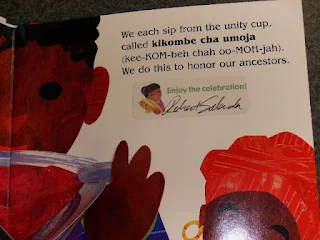 We each sip from the unity cup,
called kikombe cha umoja
(kee-KOM-beh chah oo-MOH-jah).
We do this to honor our ancestors.
Enjoy the celebration!
Robert